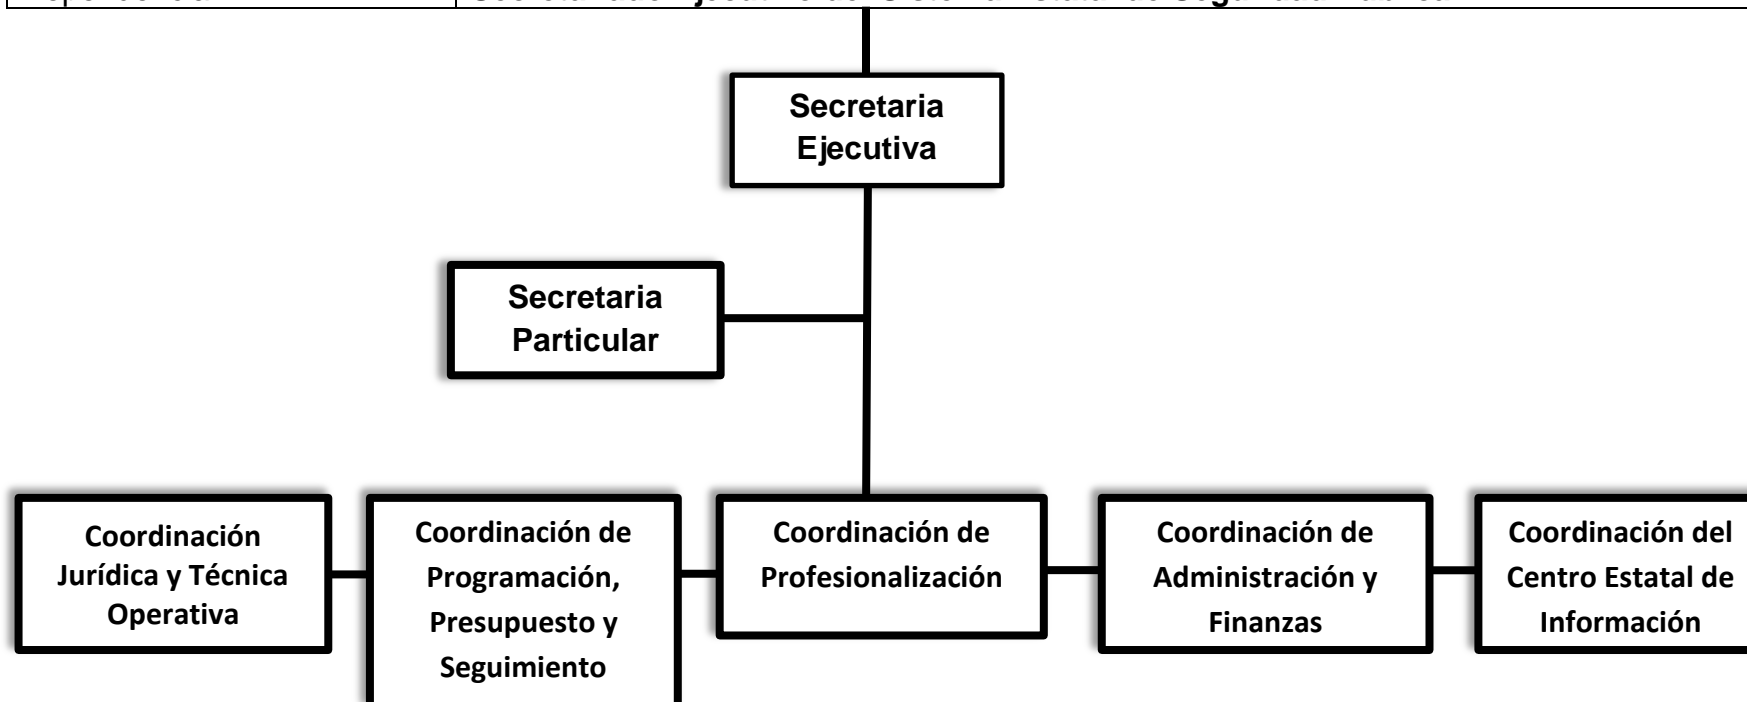 Secretaria
Ejecutiva
Secretaria
Particular
Coordinación
Jurídica y Técnica
Operativa
Coordinación de
Programación,
Presupuesto y
Seguimiento
Coordinación de
Profesionalización
Coordinación de
Administración y
Finanzas
Coordinación del
Centro Estatal de
Información